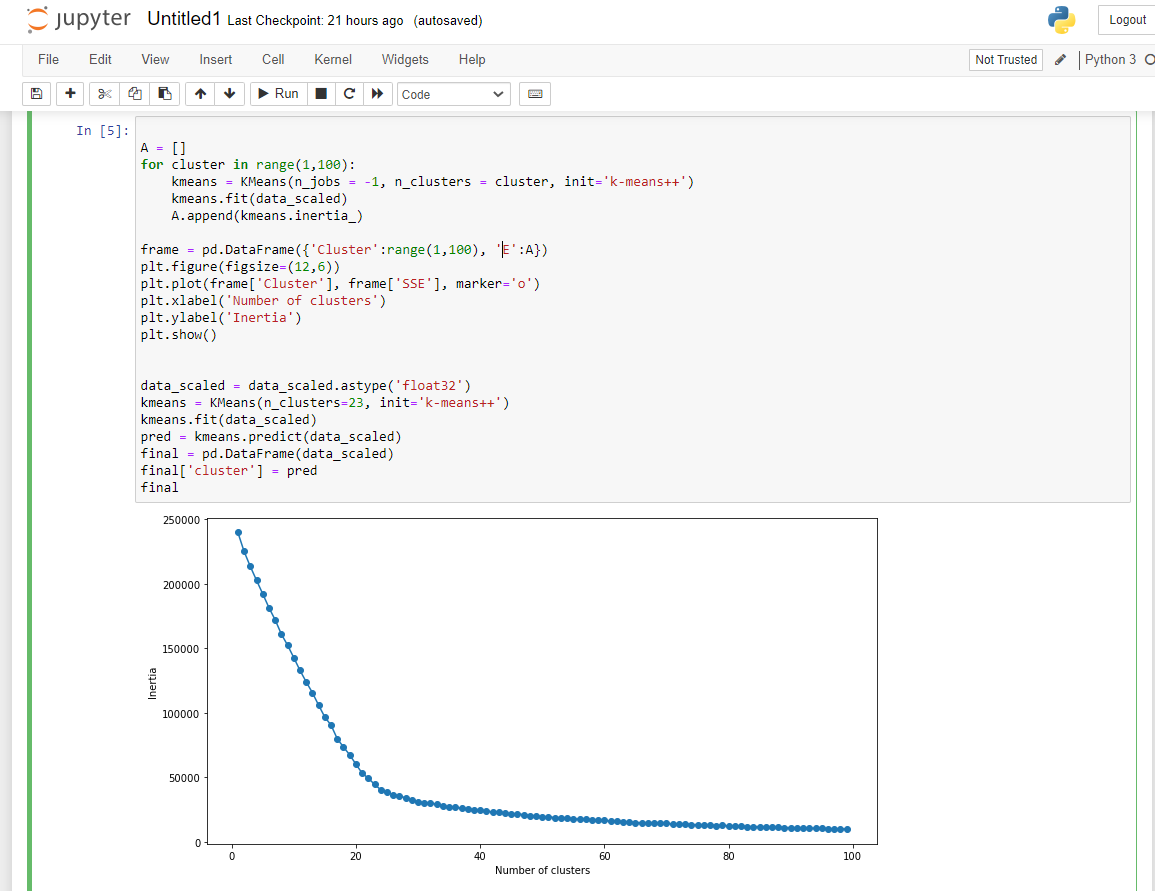 jupyter Untitled1 Last Checkpoint: 21 hours ago (autosaved) Logout
File Edit View Insert Cell Kernel Widgets Help Not Trusted Python 3
Run Code
In [5]:
A = []
for cluster in range(1,100):
    kmeans = KMeans(n_jobs = -1, n_clusters = cluster, init='k-means++')
    kmeans.fit(data_scaled)
    A.append(kmeans.inertia_)
frame = pd.DataFrame({'Cluster':range(1,100), 'E':A})
plt.figure(figsize=(12,6))
plt.plot(frame['Cluster'], frame['SSE'], marker='o')
plt.xlabel('Number of clusters')
plt.ylabel('Inertia')
plt.show()
data_scaled = data_scaled.astype('float32')
kmeans = KMeans(n_clusters=23, init='k-means++')
kmeans.fit(data_scaled)
pred = kmeans.predict(data_scaled)
final = pd.DataFrame(data_scaled)
final['cluster'] = pred
final
250000
200000
150000
Inertia
100000
50000
0
0 20 40 60 80 100
Number of clusters